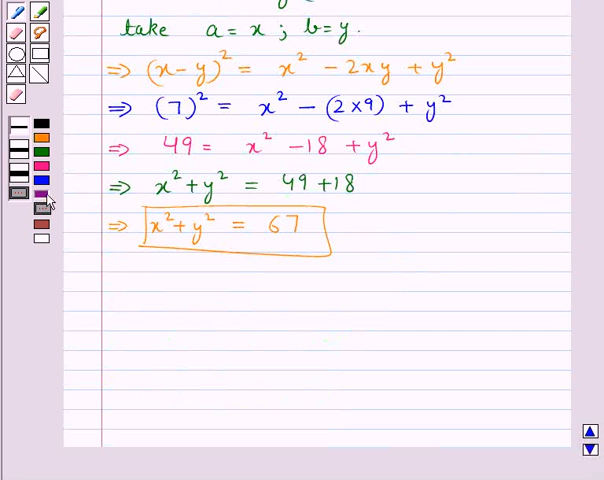 take a = x ; b = y.
⇒ (x - y)² = x² - 2xy + y²
⇒ (7)² = x² - (2×9) + y²
⇒ 49 = x² - 18 + y²
⇒ x² + y² = 49 + 18
⇒ x² + y² = 67